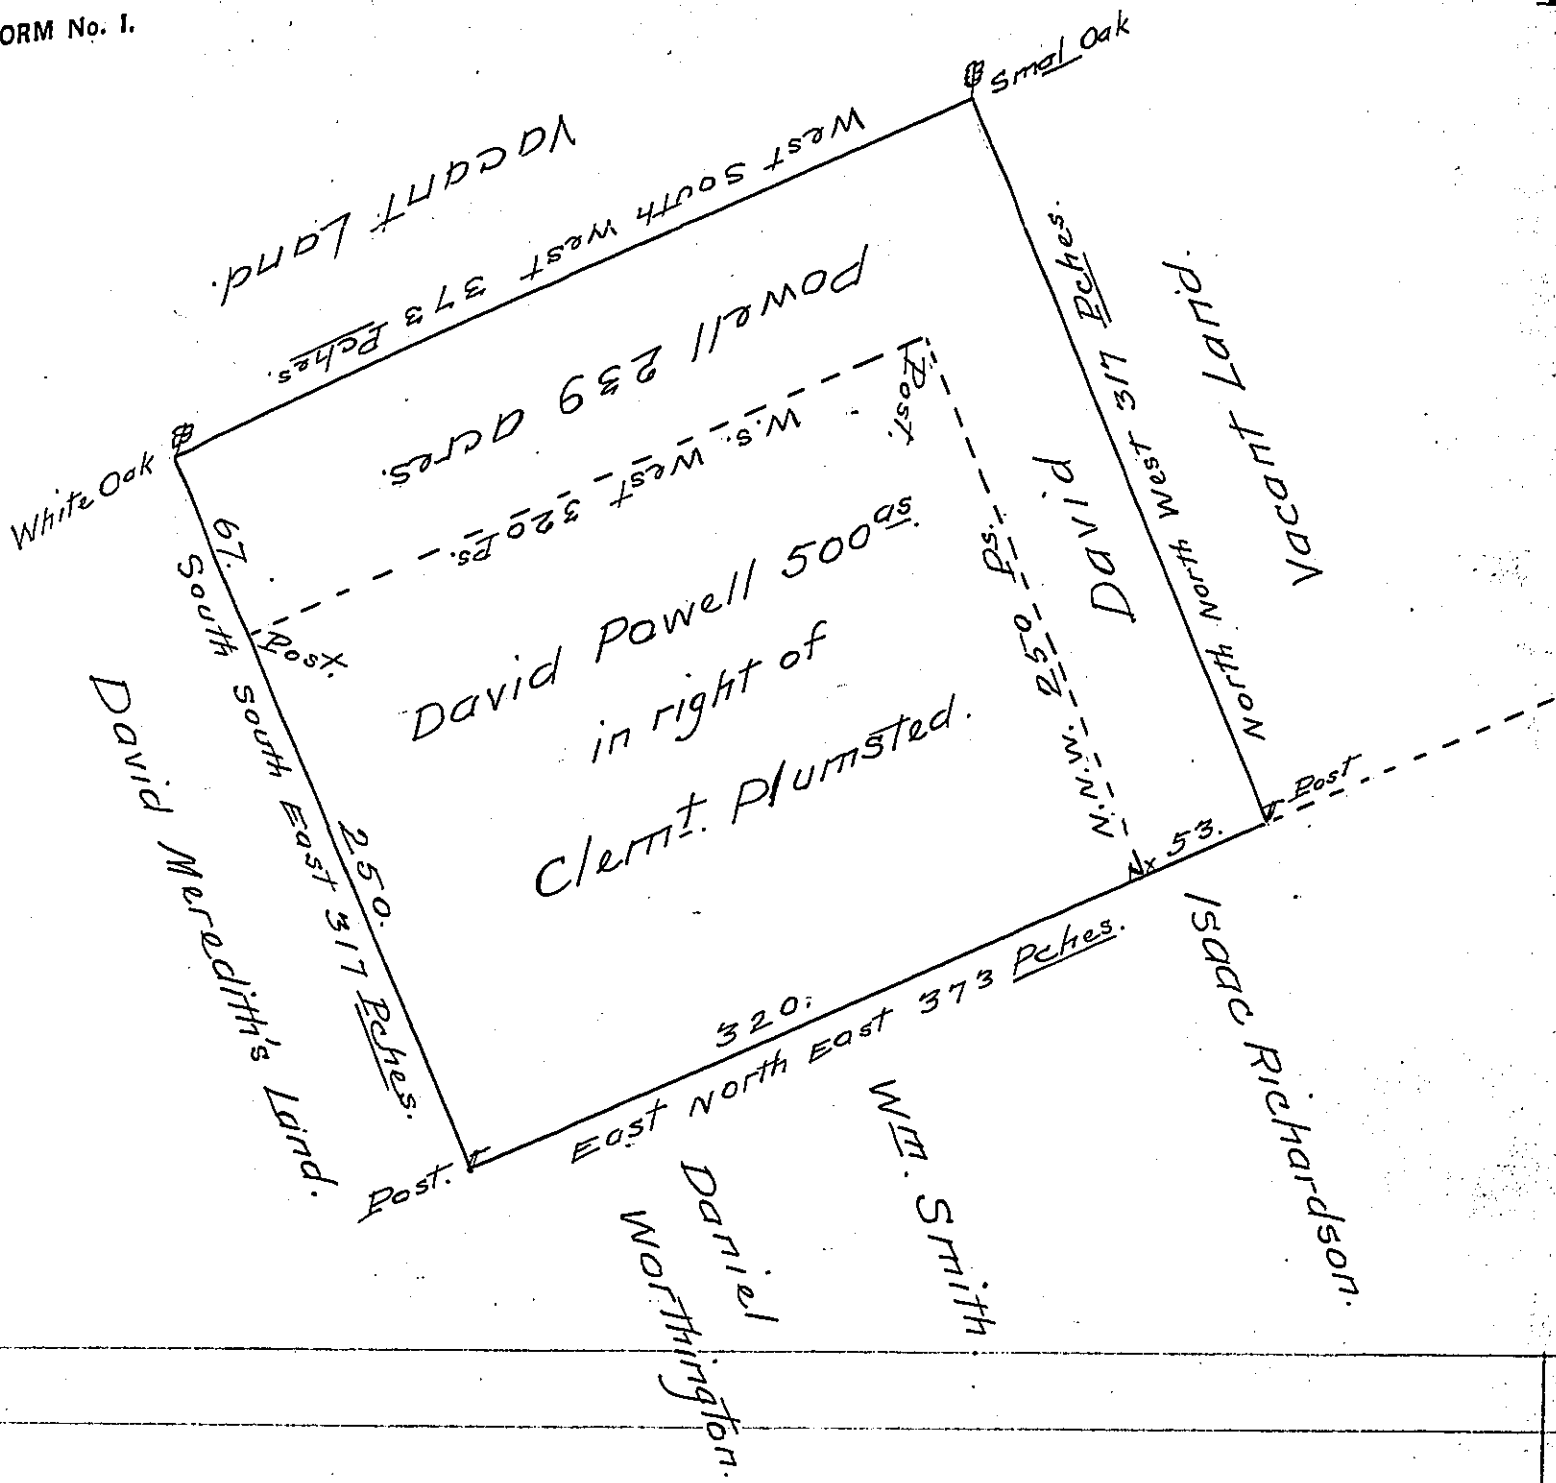 ORM No. 1.
Smal Oak
Vacant Land.
West South West 373 Pches.
White Oak
David
Powell 239 acres.
North North West 317 Pches.
Vacant Land.
W.S. West 320 Ps.
Post.
67.
Post.
N.N.W. 250 Ps.
David Powell 500as.
in right of
Clemt. Plumsted.
South South East 317 Pches.
250.
David Meredith's Land.
Post
53.
320.
East North East 373 Pches.
Post.
Isaac Richardson.
Wm. Smith.
Daniel
Worthington.